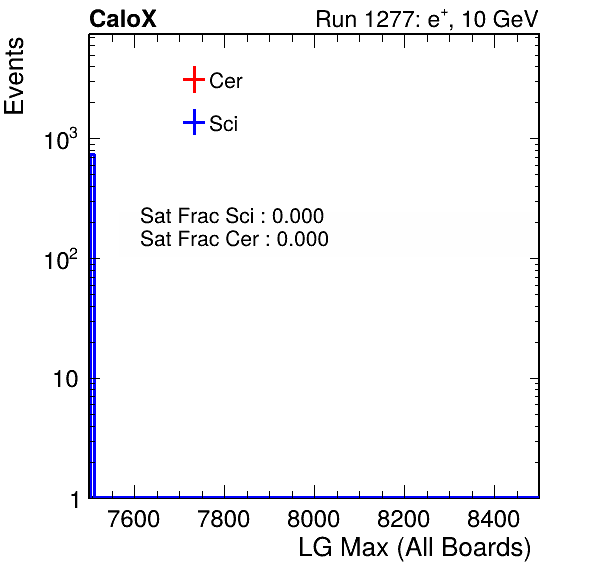 CaloX Run 1277: e⁺, 10 GeV
Events
Cer
Sci
10³
Sat Frac Sci : 0.000
Sat Frac Cer : 0.000
10²
10
1
7600 7800 8000 8200 8400
LG Max (All Boards)